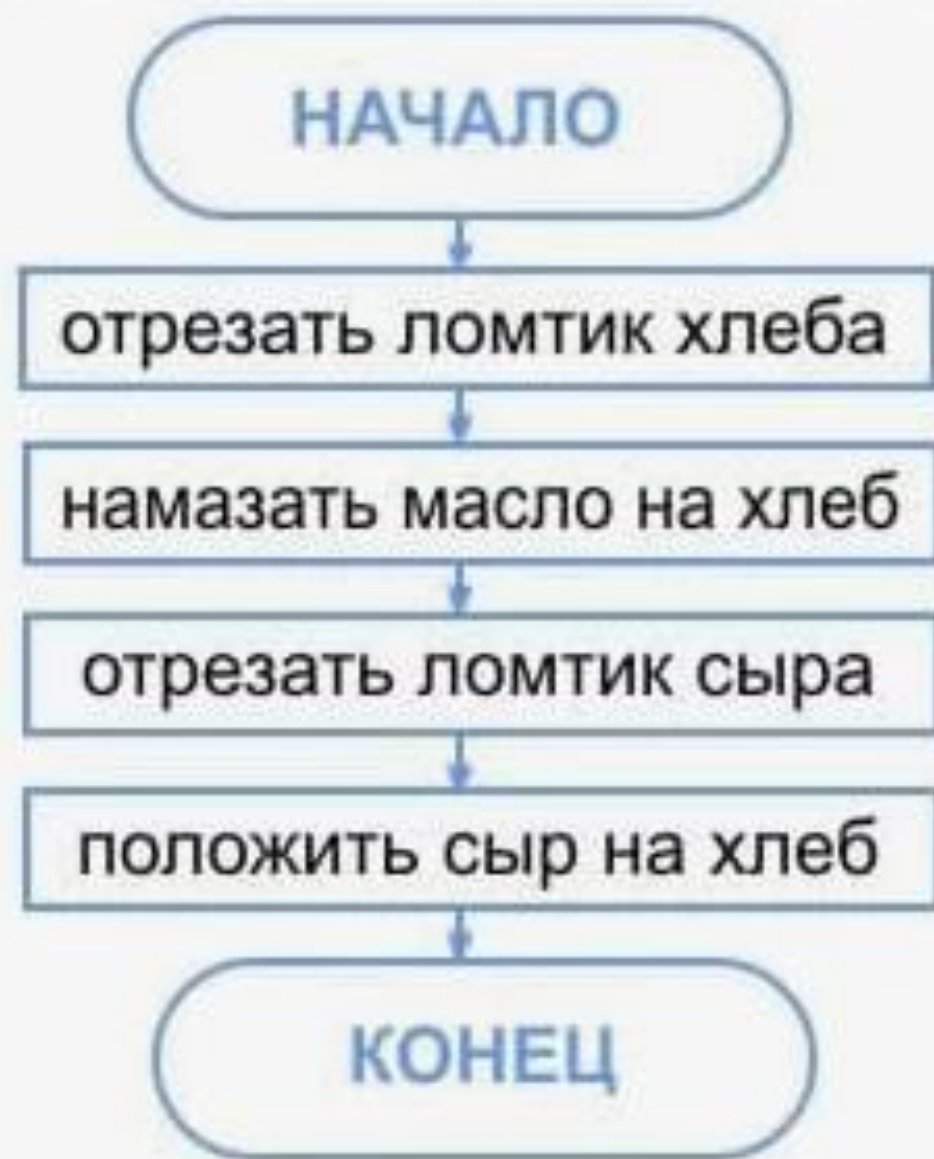 НАЧАЛО
отрезать ломтик хлеба
намазать масло на хлеб
отрезать ломтик сыра
положить сыр на хлеб
КОНЕЦ